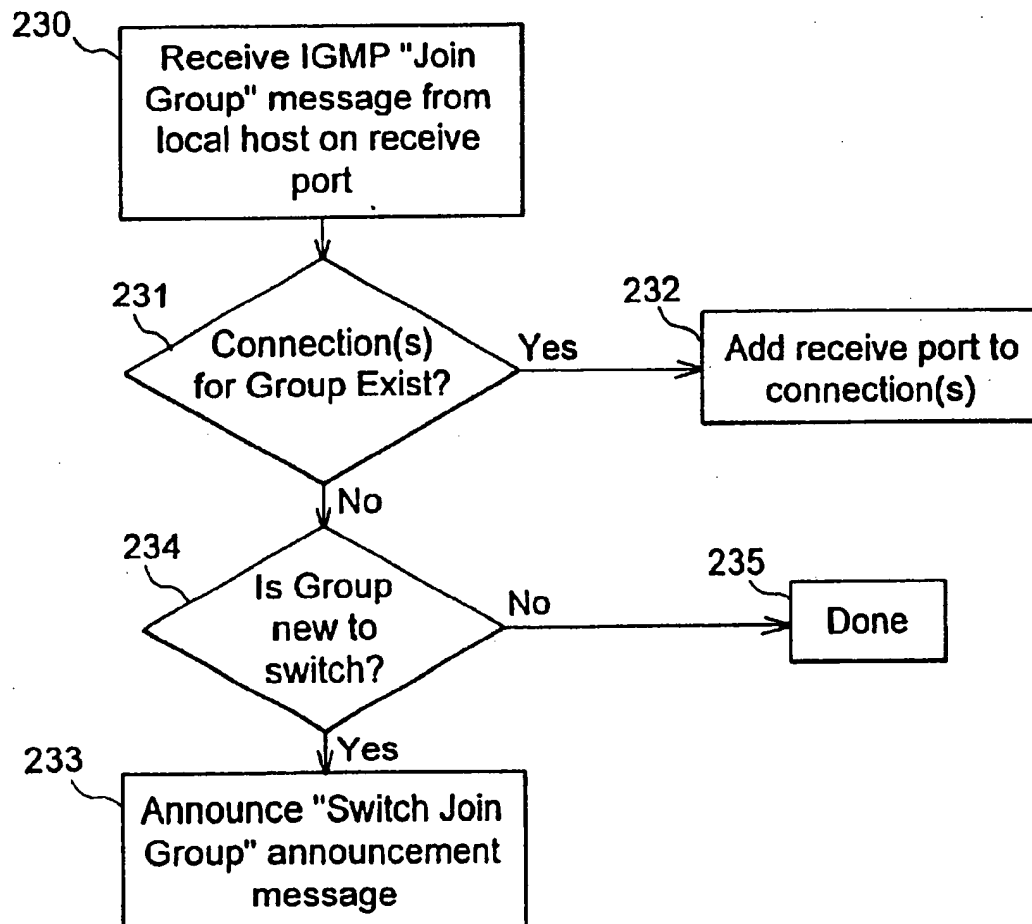 230
Receive IGMP "Join
Group" message from
local host on receive
port
231
Connection(s)
for Group Exist?
Yes
232
Add receive port to
connection(s)
No
234
Is Group
new to
switch?
No
235
Done
Yes
233
Announce "Switch Join
Group" announcement
message